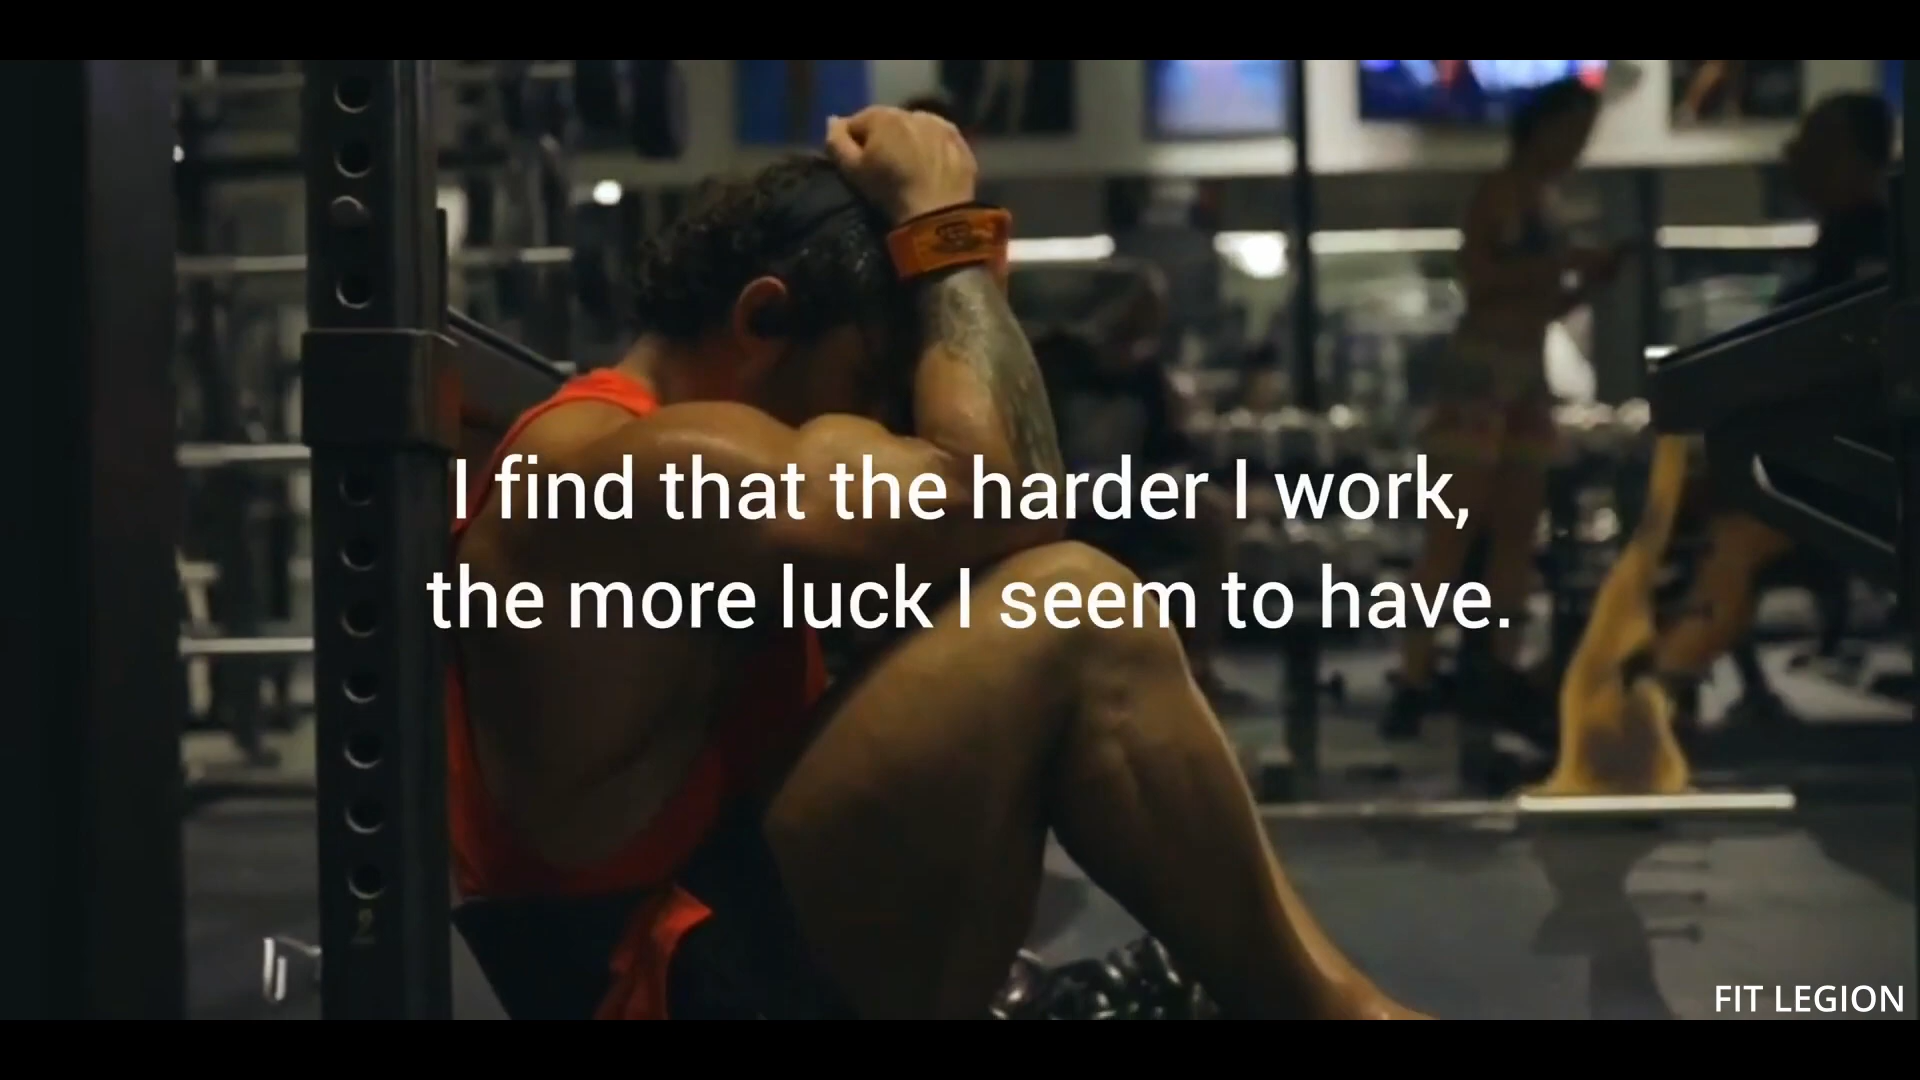 I find that the harder I work,
the more luck I seem to have.
FIT LEGION